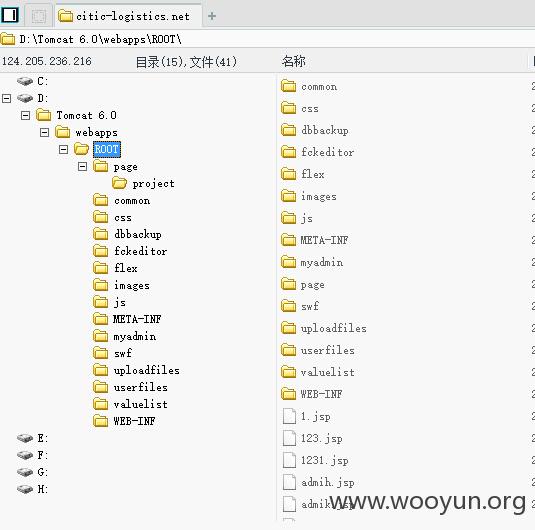 citic-logistics.net
D:\Tomcat 6.0\webapps\ROOT\
124.205.236.216 目录(15),文件(41) 名称
C:
D:
Tomcat 6.0
webapps
ROOT
page
project
common
css
dbbackup
fckeditor
flex
images
js
META-INF
myadmin
swf
uploadfiles
userfiles
valuelist
WEB-INF
E:
F:
G:
H:
common
css
dbbackup
fckeditor
flex
images
js
META-INF
myadmin
page
swf
uploadfiles
userfiles
valuelist
WEB-INF
1.jsp
123.jsp
1231.jsp
admih.jsp
www.wooyun.org